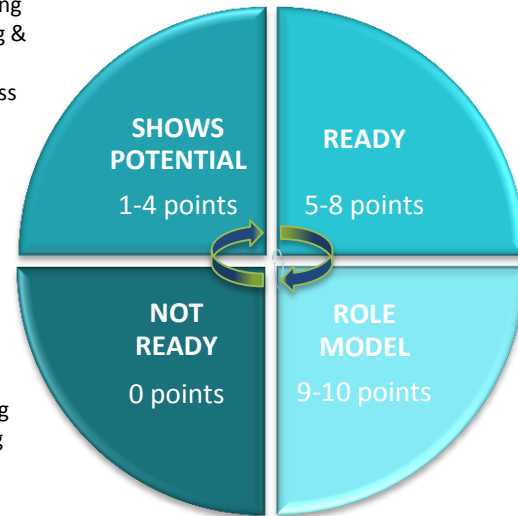 &
SHOWS
POTENTIAL
1-4 points
READY
5-8 points
NOT
READY
0 points
ROLE
MODEL
9-10 points